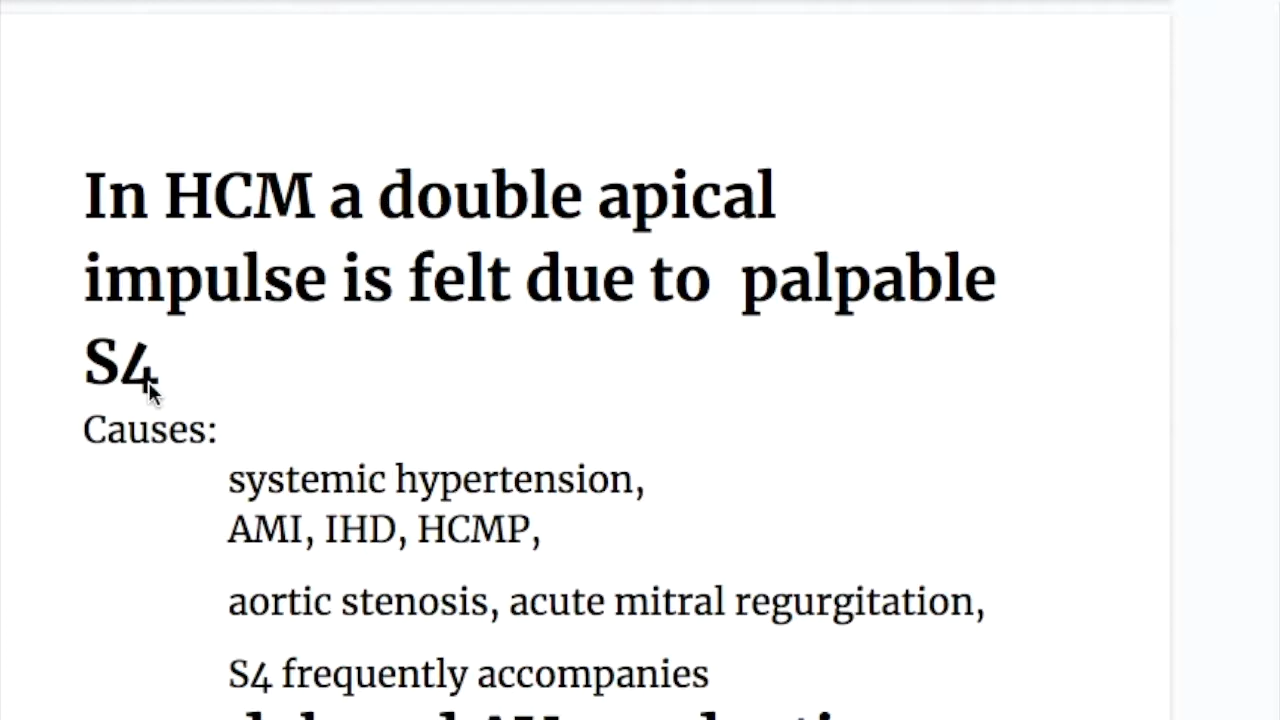 In HCM a double apical
impulse is felt due to  palpable
S4
Causes:
systemic hypertension,
AMI, IHD, HCMP,
aortic stenosis, acute mitral regurgitation,
S4 frequently accompanies